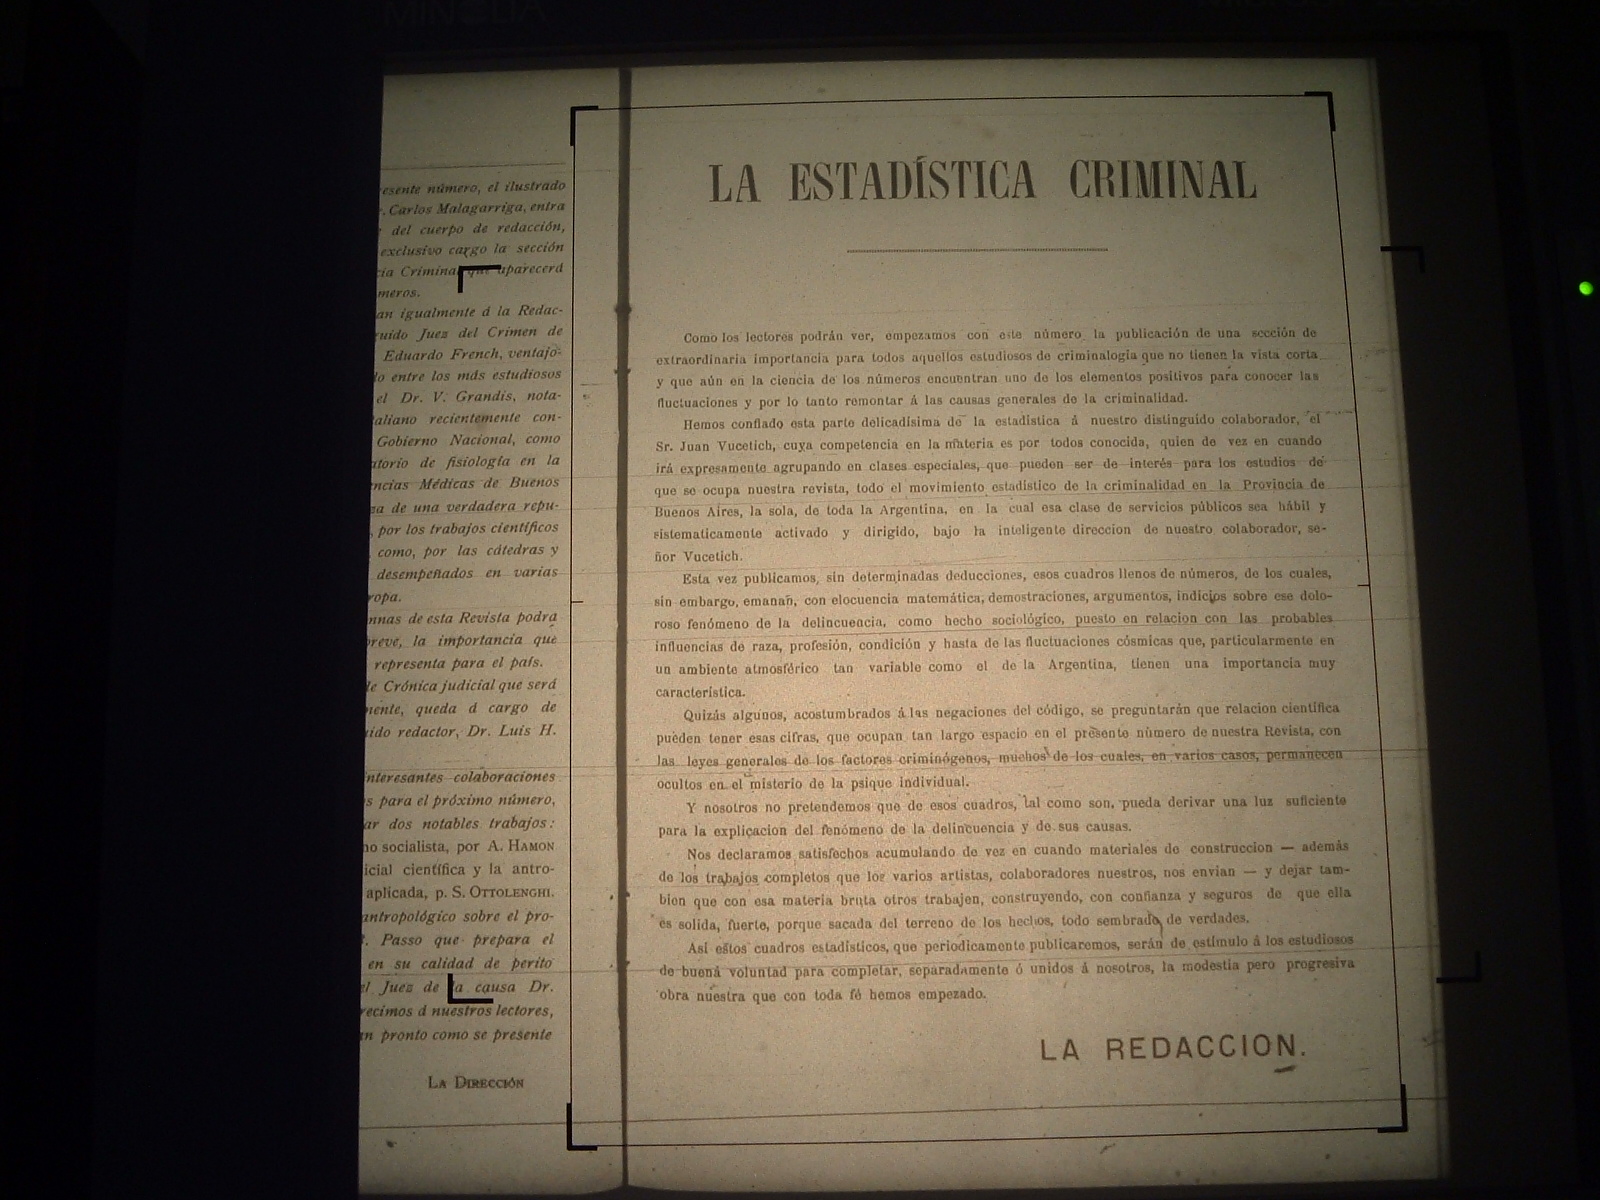 MINOLTA
esente número, el ilustrado
. Carlos Malagarriga, entra
del cuerpo de redacción,
exclusivo cargo la sección
cia Criminal que aparecerá
meros.
an igualmente á la Redac-
uido Juez del Crimen de
Eduardo French, ventajo-
lo entre los más estudiosos
el Dr. V. Grandis, nota-
aliano recientemente con-
Gobierno Nacional, como
atorio de fisiología en la
ncias Médicas de Buenos
za de una verdadera repu-
, por los trabajos científicos
como, por las cátedras y
desempeñados en varias
ropa.
nnas de esta Revista podrá
breve, la importancia que
representa para el país.
de Crónica judicial que será
mente, queda á cargo de
uido redactor, Dr. Luis H.
interesantes colaboraciones
s para el próximo número,
ar dos notables trabajos:
no socialista, por A. HAMON
icial científica y la antro-
aplicada, p. S. OTTOLENGHI.
antropológico sobre el pro-
. Passo que prepara el
en su calidad de perito
el Juez de la causa Dr.
recimos á nuestros lectores,
an pronto como se presente
LA DIRECCIÓN
LA ESTADÍSTICA CRIMINAL
Como los lectores podrán ver, empezamos con este número la publicación de una sección de
extraordinaria importancia para todos aquellos estudiosos de criminalogia que no tienen la vista corta
y que aún en la ciencia de los números encuentran uno de los elementos positivos para conocer las
fluctuaciones y por lo tanto remontar á las causas generales de la criminalidad.
Hemos confiado esta parte delicadísima de la estadistica á nuestro distinguido colaborador, el
Sr. Juan Vucetich, cuya competencia en la materia es por todos conocida, quien de vez en cuando
irá expresamente agrupando en clases especiales, que pueden ser de interés para los estudios de
que se ocupa nuestra revista, todo el movimiento estadístico de la criminalidad en la Provincia de
Buenos Aires, la sola, de toda la Argentina, en la cual esa clase de servicios públicos sea hábil y
sistematicamente activado y dirigido, bajo la inteligente direccion de nuestro colaborador, se-
ñor Vucetich.
Esta vez publicamos, sin determinadas deducciones, esos cuadros llenos de números, de los cuales,
sin embargo, emanan, con elocuencia matemática, demostraciones, argumentos, indicios sobre ese dolo-
roso fenómeno de la delincuencia, como hecho sociológico, puesto en relacion con las probables
influencias de raza, profesión, condición y hasta de las fluctuaciones cósmicas que, particularmente en
un ambiente atmosférico tan variable como el de la Argentina, tienen una importancia muy
característica.
Quizás algunos, acostumbrados á las negaciones del código, se preguntarán que relacion científica
pueden tener esas cifras, que ocupan tan largo espacio en el présente número de nuestra Revista, con
las leyes generales de los factores criminógenos, muchos de los cuales, en varios casos, permanecen
ocultos en el misterio de la psique individual.
Y nosotros no pretendemos que de esos cuadros, tal como son, pueda derivar una luz suficiente
para la explicacion del fenómeno de la delincuencia y de sus causas.
Nos declaramos satisfechos acumulando de vez en cuando materiales de construccion — además
de los trabajos completos que los varios artistas, colaboradores nuestros, nos envian — y dejar tam-
bien que con esa materia bruta otros trabajen, construyendo, con confianza y seguros de que ella
es solida, fuerte, porque sacada del terreno de los hechos, todo sembrado de verdades.
Asi estos cuadros estadísticos, que periodicamente publicaremos, serán de estímulo á los estudiosos
de buena voluntad para completar, separadamente ó unidos á nosotros, la modestia pero progresiva
obra nuestra que con toda fé hemos empezado.
LA REDACCION.